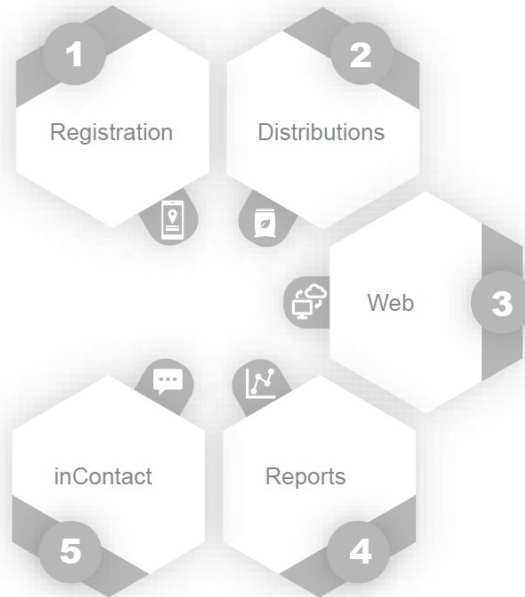 1
Registration
2
Distributions
3
Web
4
Reports
5
inContact